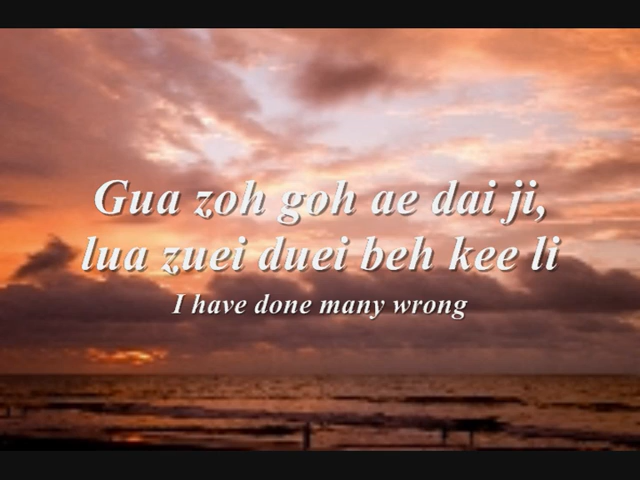 Gua zoh goh ae dai ji,
lua zuei duei beh kee li
I have done many wrong